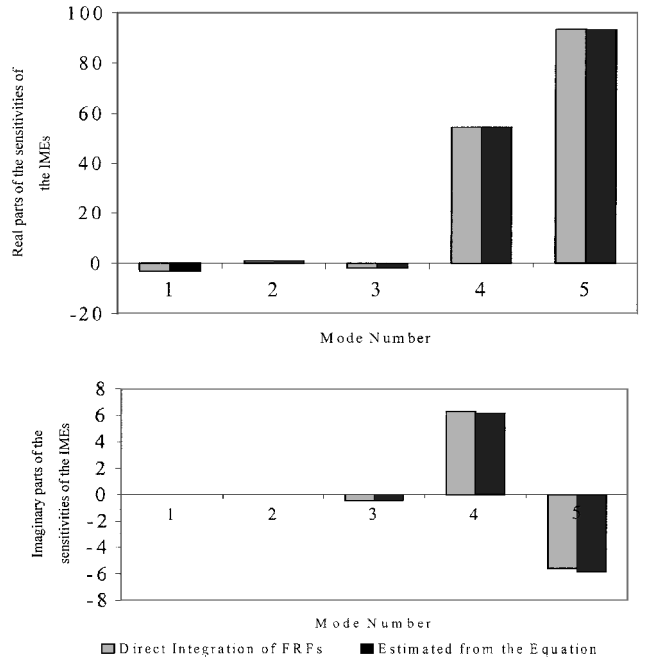 Real parts of the sensitivities of
the IMEs
100
80
60
40
20
0
-20
1 2 3 4 5
Mode Number
Imaginary parts of the
sensitivities of the IMEs
8
6
4
2
0
-2
-4
-6
-8
1 2 3 4 5
Mode Number
Direct Integration of FRFs Estimated from the Equation